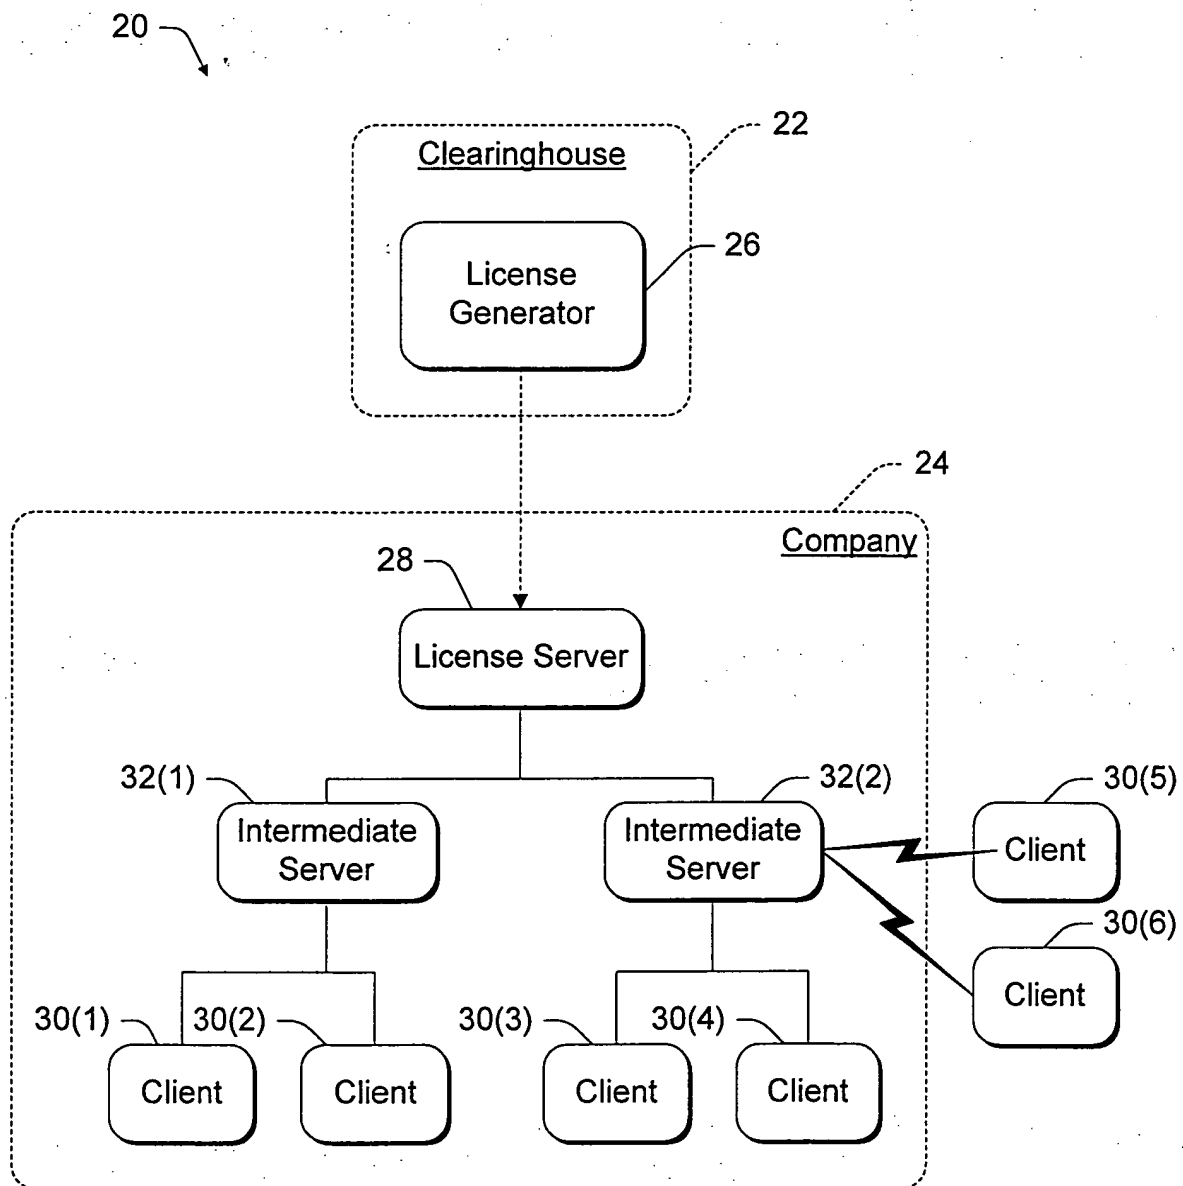 20
22
Clearinghouse
26
License
Generator
24
Company
28
License Server
32(1)
32(2)
30(5)
Intermediate
Server
Intermediate
Server
Client
30(6)
Client
30(1)
30(2)
30(3)
30(4)
Client
Client
Client
Client